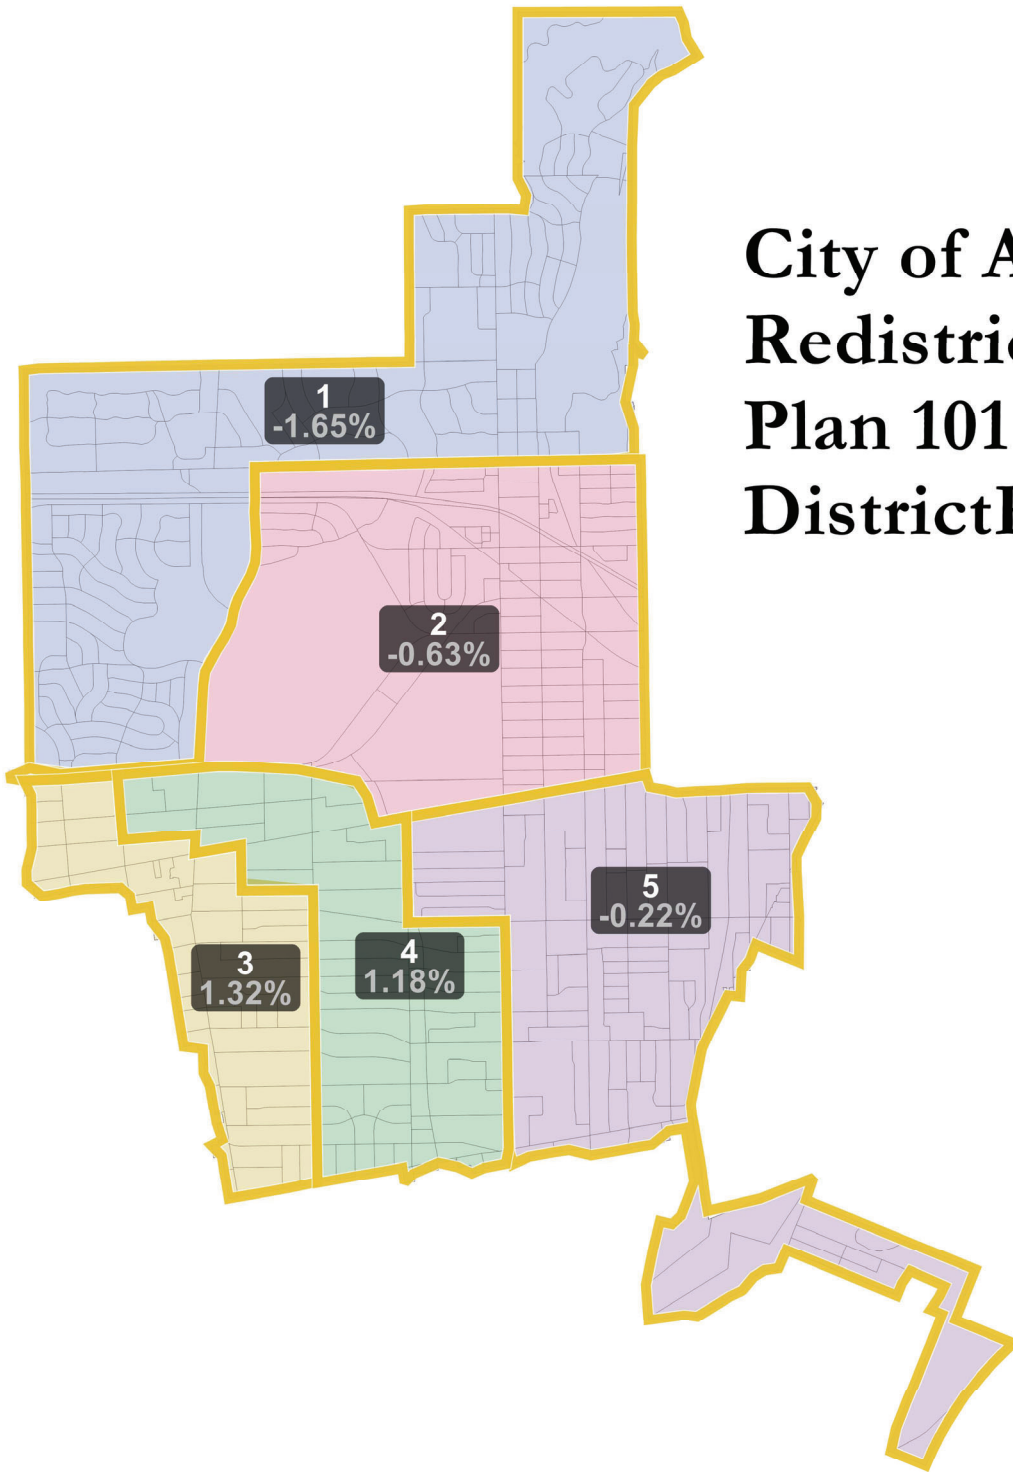 City of
Redistric
Plan 101
District
1
-1.65%
2
-0.63%
5
-0.22%
4
1.18%
3
1.32%